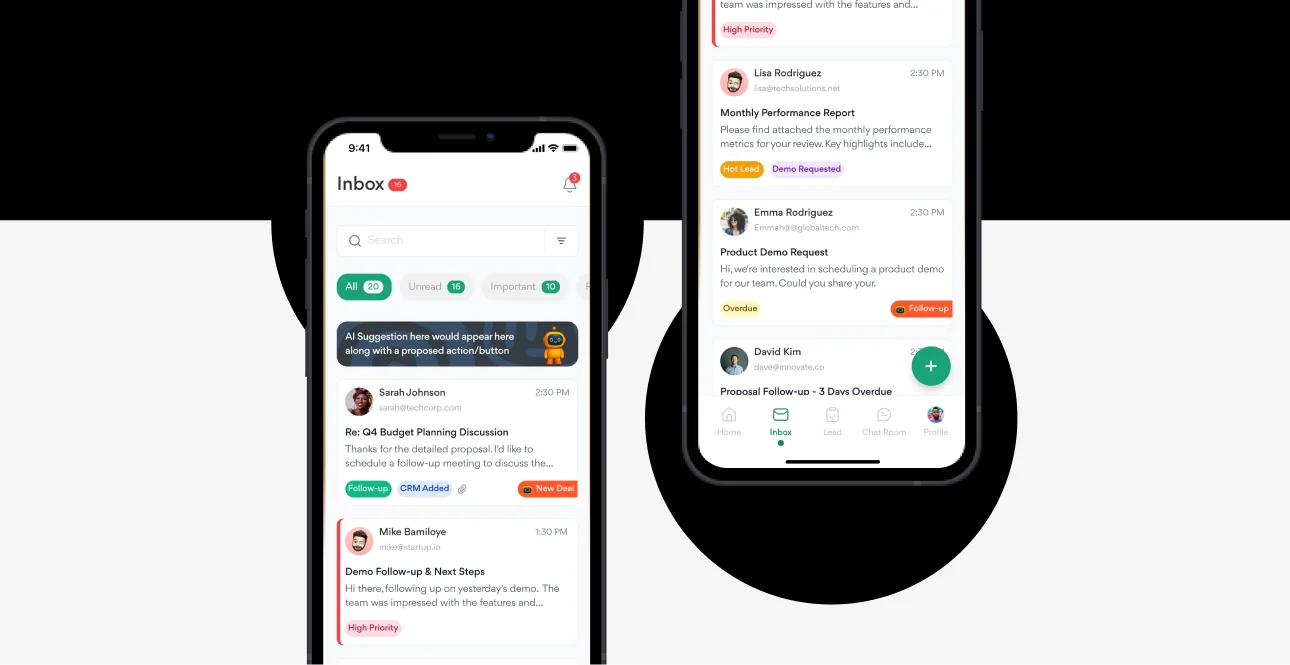 9:41
Inbox 16
3
Search
All 20 Unread 16 Important 10
AI Suggestion here would appear here
along with a proposed action/button
Sarah Johnson 2:30 PM
sarah@techcorp.com
Re: Q4 Budget Planning Discussion
Thanks for the detailed proposal. I'd like to
schedule a follow-up meeting to discuss the...
Follow-up CRM Added New Deal
Mike Bamiloye 1:30 PM
mike@startup.io
Demo Follow-up & Next Steps
Hi there, following up on yesterday's demo. The
team was impressed with the features and...
High Priority
team was impressed with the features and...
High Priority
Lisa Rodriguez 2:30 PM
lisa@techsolutions.net
Monthly Performance Report
Please find attached the monthly performance
metrics for your review. Key highlights include...
Hot Lead Demo Requested
Emma Rodriguez 2:30 PM
Emmah@@globaltech.com
Product Demo Request
Hi, we're interested in scheduling a product demo
for our team. Could you share your.
Overdue Follow-up
David Kim
dave@innovate.co
Proposal Follow-up - 3 Days Overdue
Home Inbox Lead Chat Room Profile